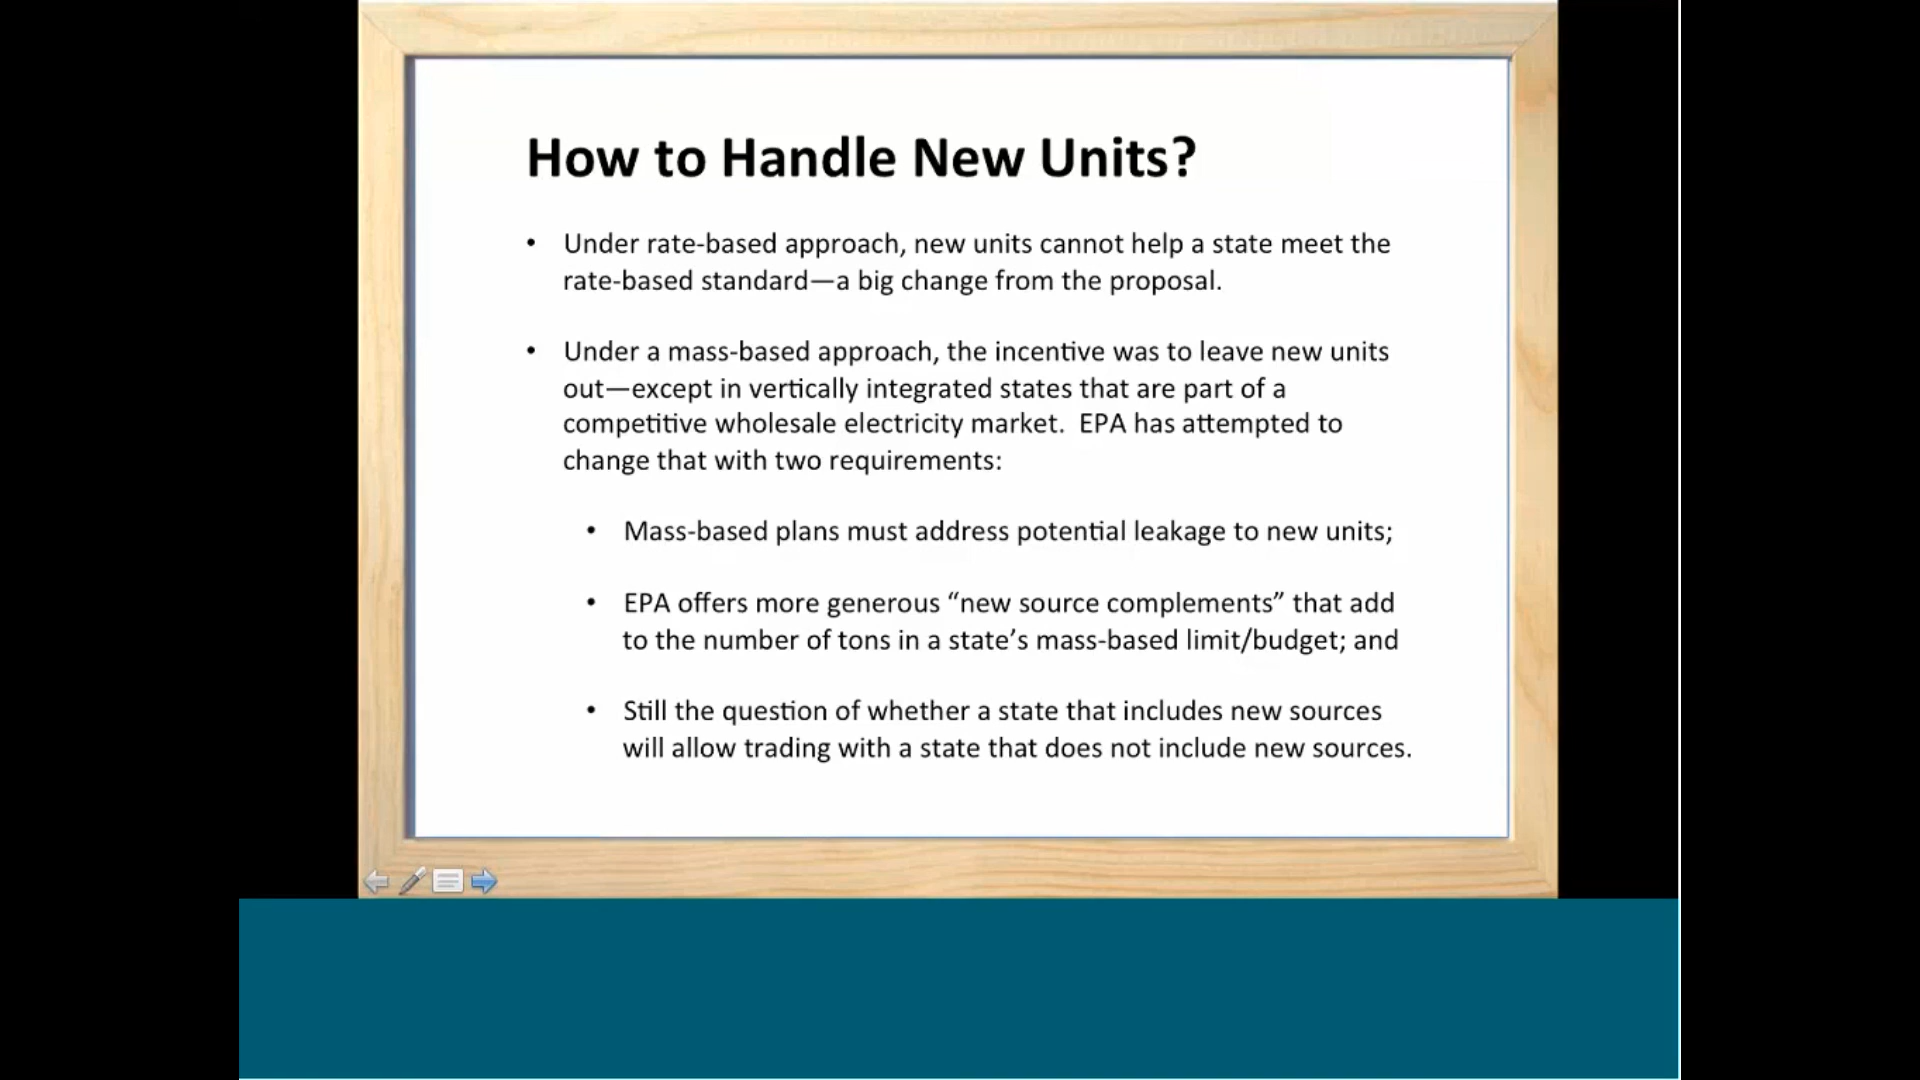 How to Handle New Units?
• Under rate-based approach, new units cannot help a state meet the
rate-based standard—a big change from the proposal.
• Under a mass-based approach, the incentive was to leave new units
out—except in vertically integrated states that are part of a
competitive wholesale electricity market.  EPA has attempted to
change that with two requirements:
• Mass-based plans must address potential leakage to new units;
• EPA offers more generous “new source complements” that add
to the number of tons in a state’s mass-based limit/budget; and
• Still the question of whether a state that includes new sources
will allow trading with a state that does not include new sources.